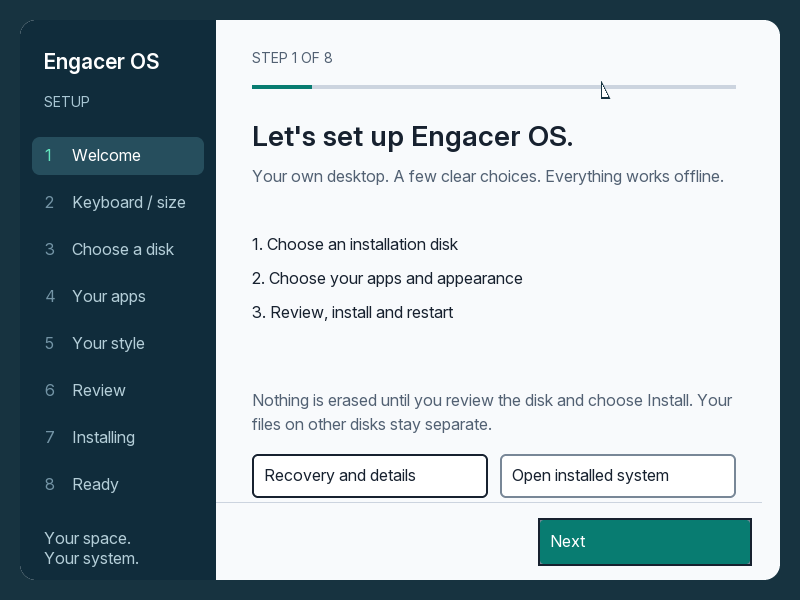 Engacer OS
SETUP
1 Welcome
2 Keyboard / size
3 Choose a disk
4 Your apps
5 Your style
6 Review
7 Installing
8 Ready
Your space.
Your system.
STEP 1 OF 8
Let's set up Engacer OS.
Your own desktop. A few clear choices. Everything works offline.
1. Choose an installation disk
2. Choose your apps and appearance
3. Review, install and restart
Nothing is erased until you review the disk and choose Install. Your
files on other disks stay separate.
Recovery and details
Open installed system
Next